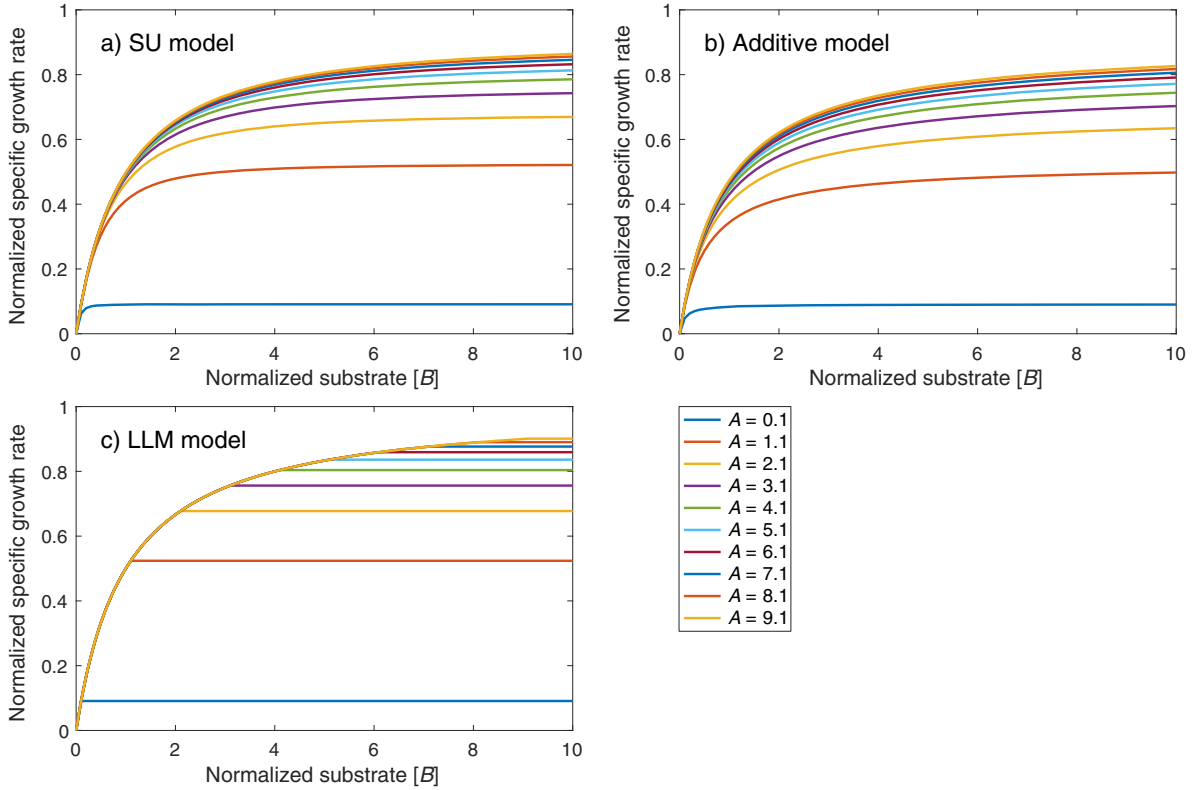 a) SU model
Normalized specific growth rate
1
0.8
0.6
0.4
0.2
0
0 2 4 6 8 10
Normalized substrate [B]
b) Additive model
Normalized specific growth rate
1
0.8
0.6
0.4
0.2
0
0 2 4 6 8 10
Normalized substrate [B]
c) LLM model
Normalized specific growth rate
1
0.8
0.6
0.4
0.2
0
0 2 4 6 8 10
Normalized substrate [B]
A = 0.1
A = 1.1
A = 2.1
A = 3.1
A = 4.1
A = 5.1
A = 6.1
A = 7.1
A = 8.1
A = 9.1